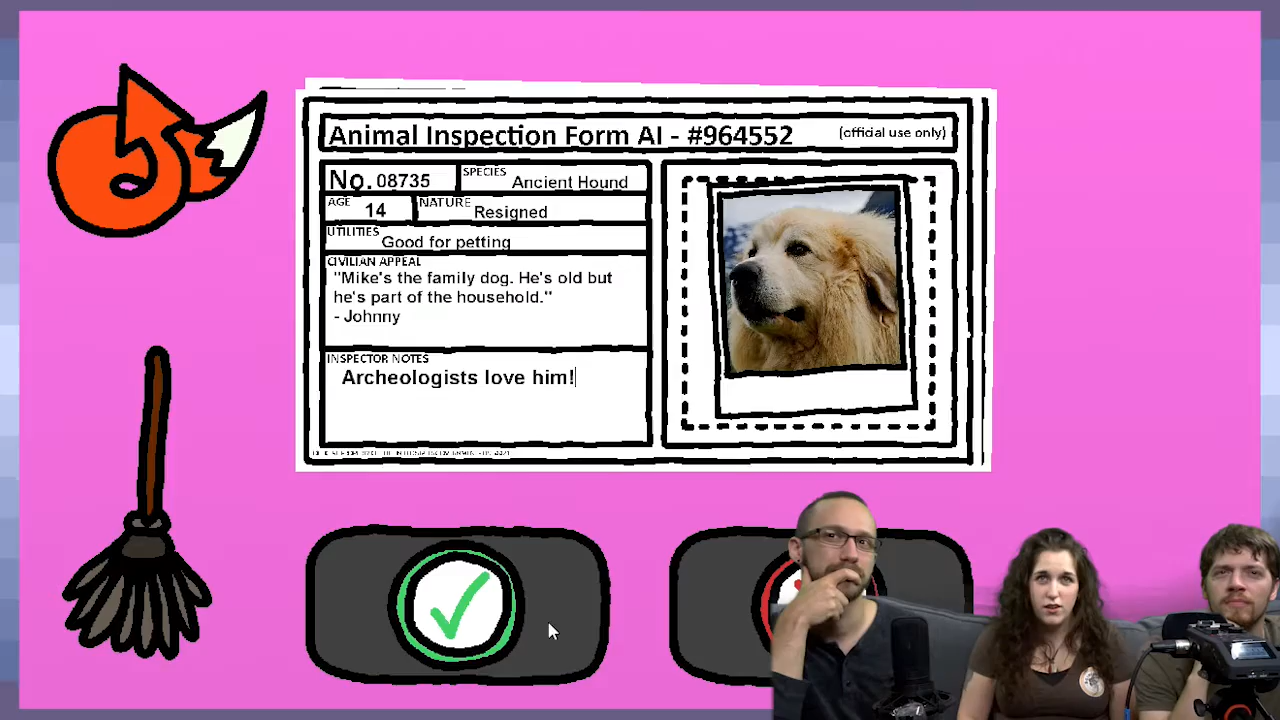 Animal Inspection Form AI - #964552
(official use only)
No. 08735
SPECIES
Ancient Hound
AGE
14
NATURE
Resigned
UTILITIES
Good for petting
CIVILIAN APPEAL
"Mike's the family dog. He's old but
he's part of the household."
- Johnny
INSPECTOR NOTES
Archeologists love him!